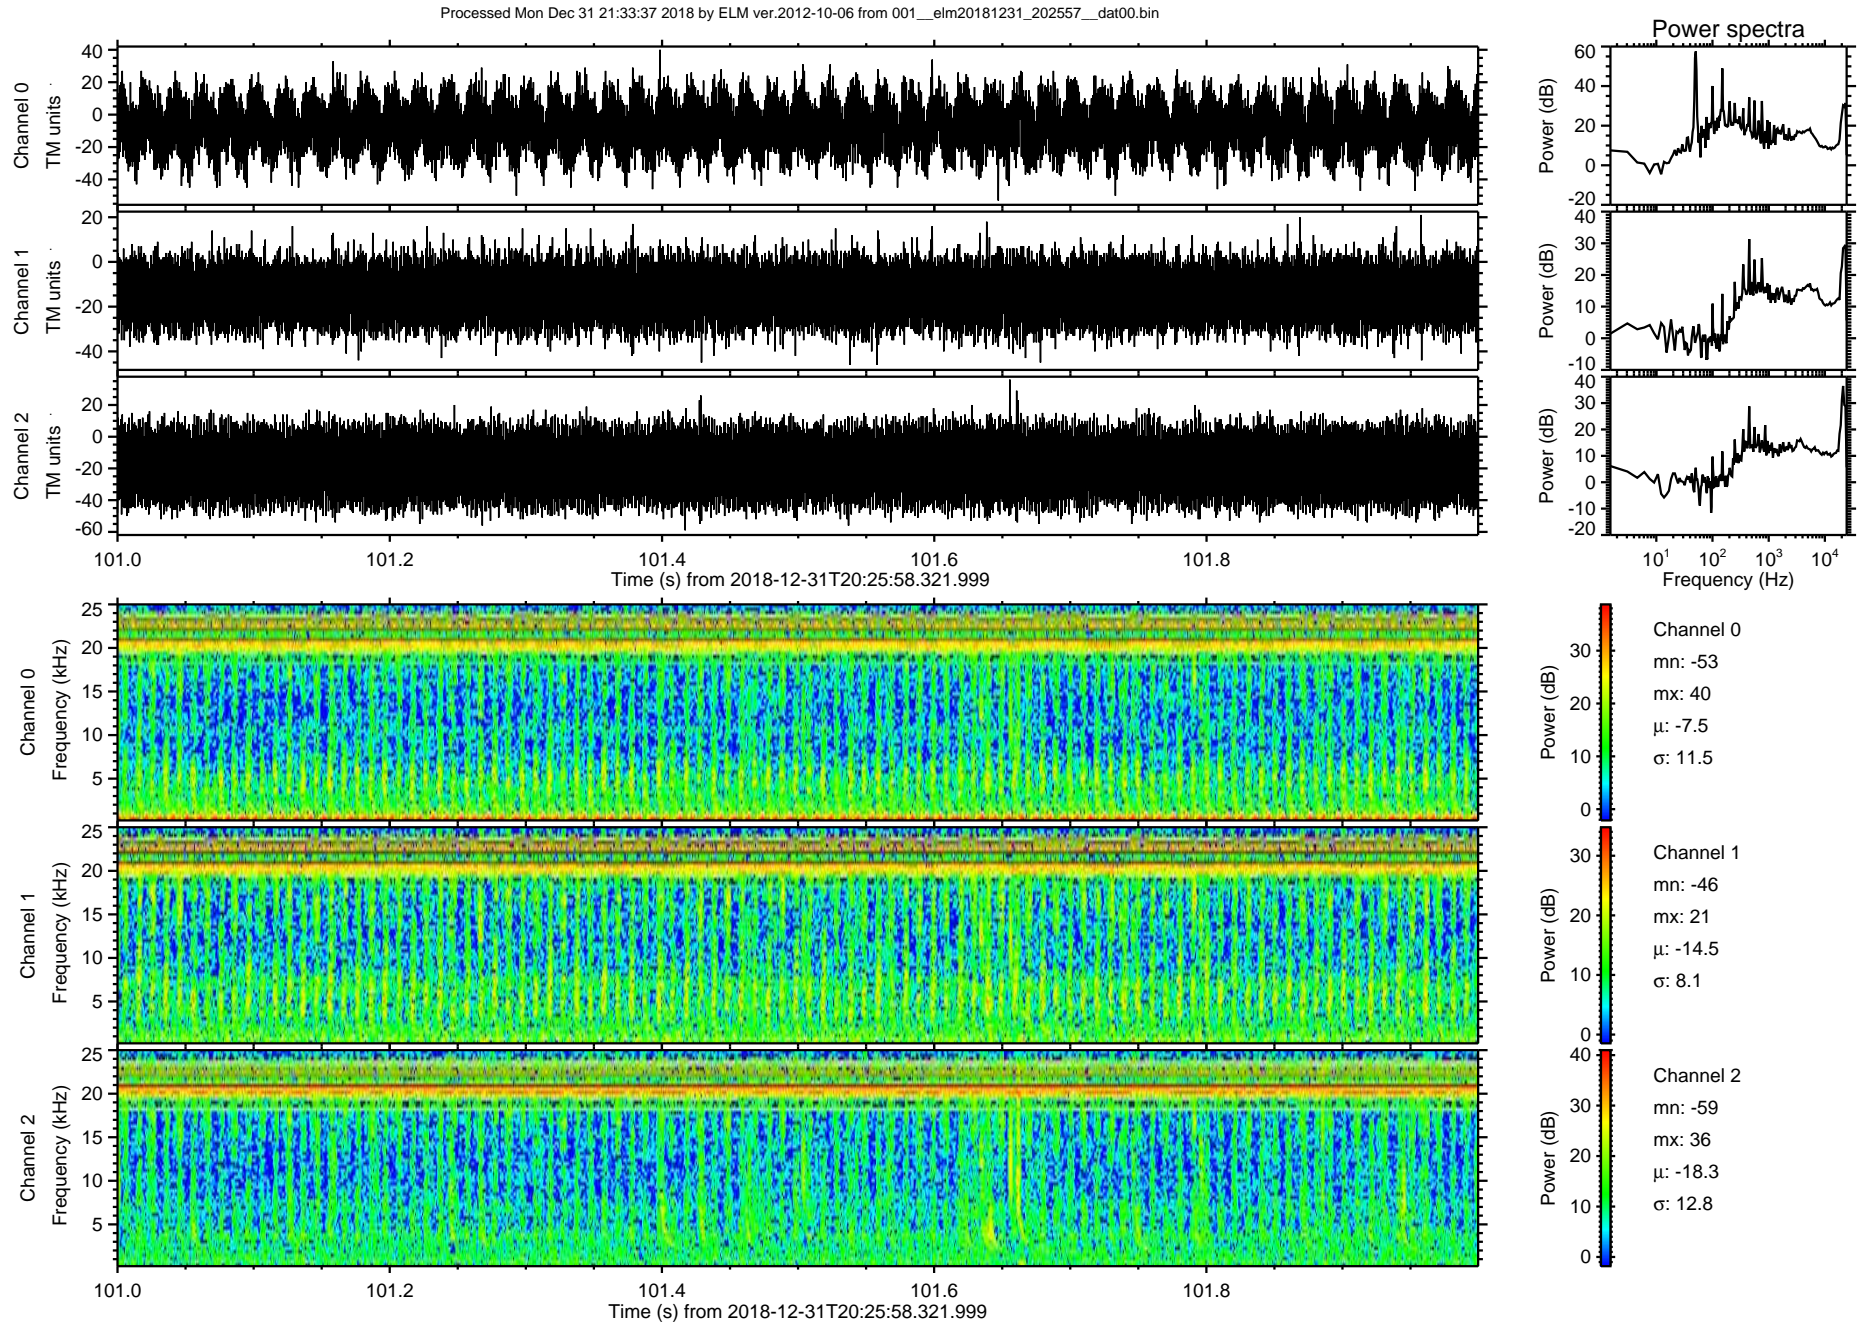 Processed Mon Dec 31 21:33:37 2018 by ELM ver.2012-10-06 from 001__elm20181231_202557__dat00.bin
Power spectra
Channel 0
TM units
40
20
0
-20
-40
Power (dB)
60
40
20
0
-20
Channel 1
TM units
20
0
-20
-40
Power (dB)
40
30
20
10
0
-10
Channel 2
TM units
20
0
-20
-40
-60
Power (dB)
40
30
20
10
0
-10
-20
101.0 101.2 101.4 101.6 101.8
Time (s) from 2018-12-31T20:25:58.321.999
10^1 10^2 10^3 10^4
Frequency (Hz)
Channel 0
Frequency (kHz)
25
20
15
10
5
Power (dB)
30
20
10
0
Channel 0
mn: -53
mx: 40
μ: -7.5
σ: 11.5
Channel 1
Frequency (kHz)
25
20
15
10
5
Power (dB)
30
20
10
0
Channel 1
mn: -46
mx: 21
μ: -14.5
σ: 8.1
Channel 2
Frequency (kHz)
25
20
15
10
5
Power (dB)
40
30
20
10
0
Channel 2
mn: -59
mx: 36
μ: -18.3
σ: 12.8
101.0 101.2 101.4 101.6 101.8
Time (s) from 2018-12-31T20:25:58.321.999